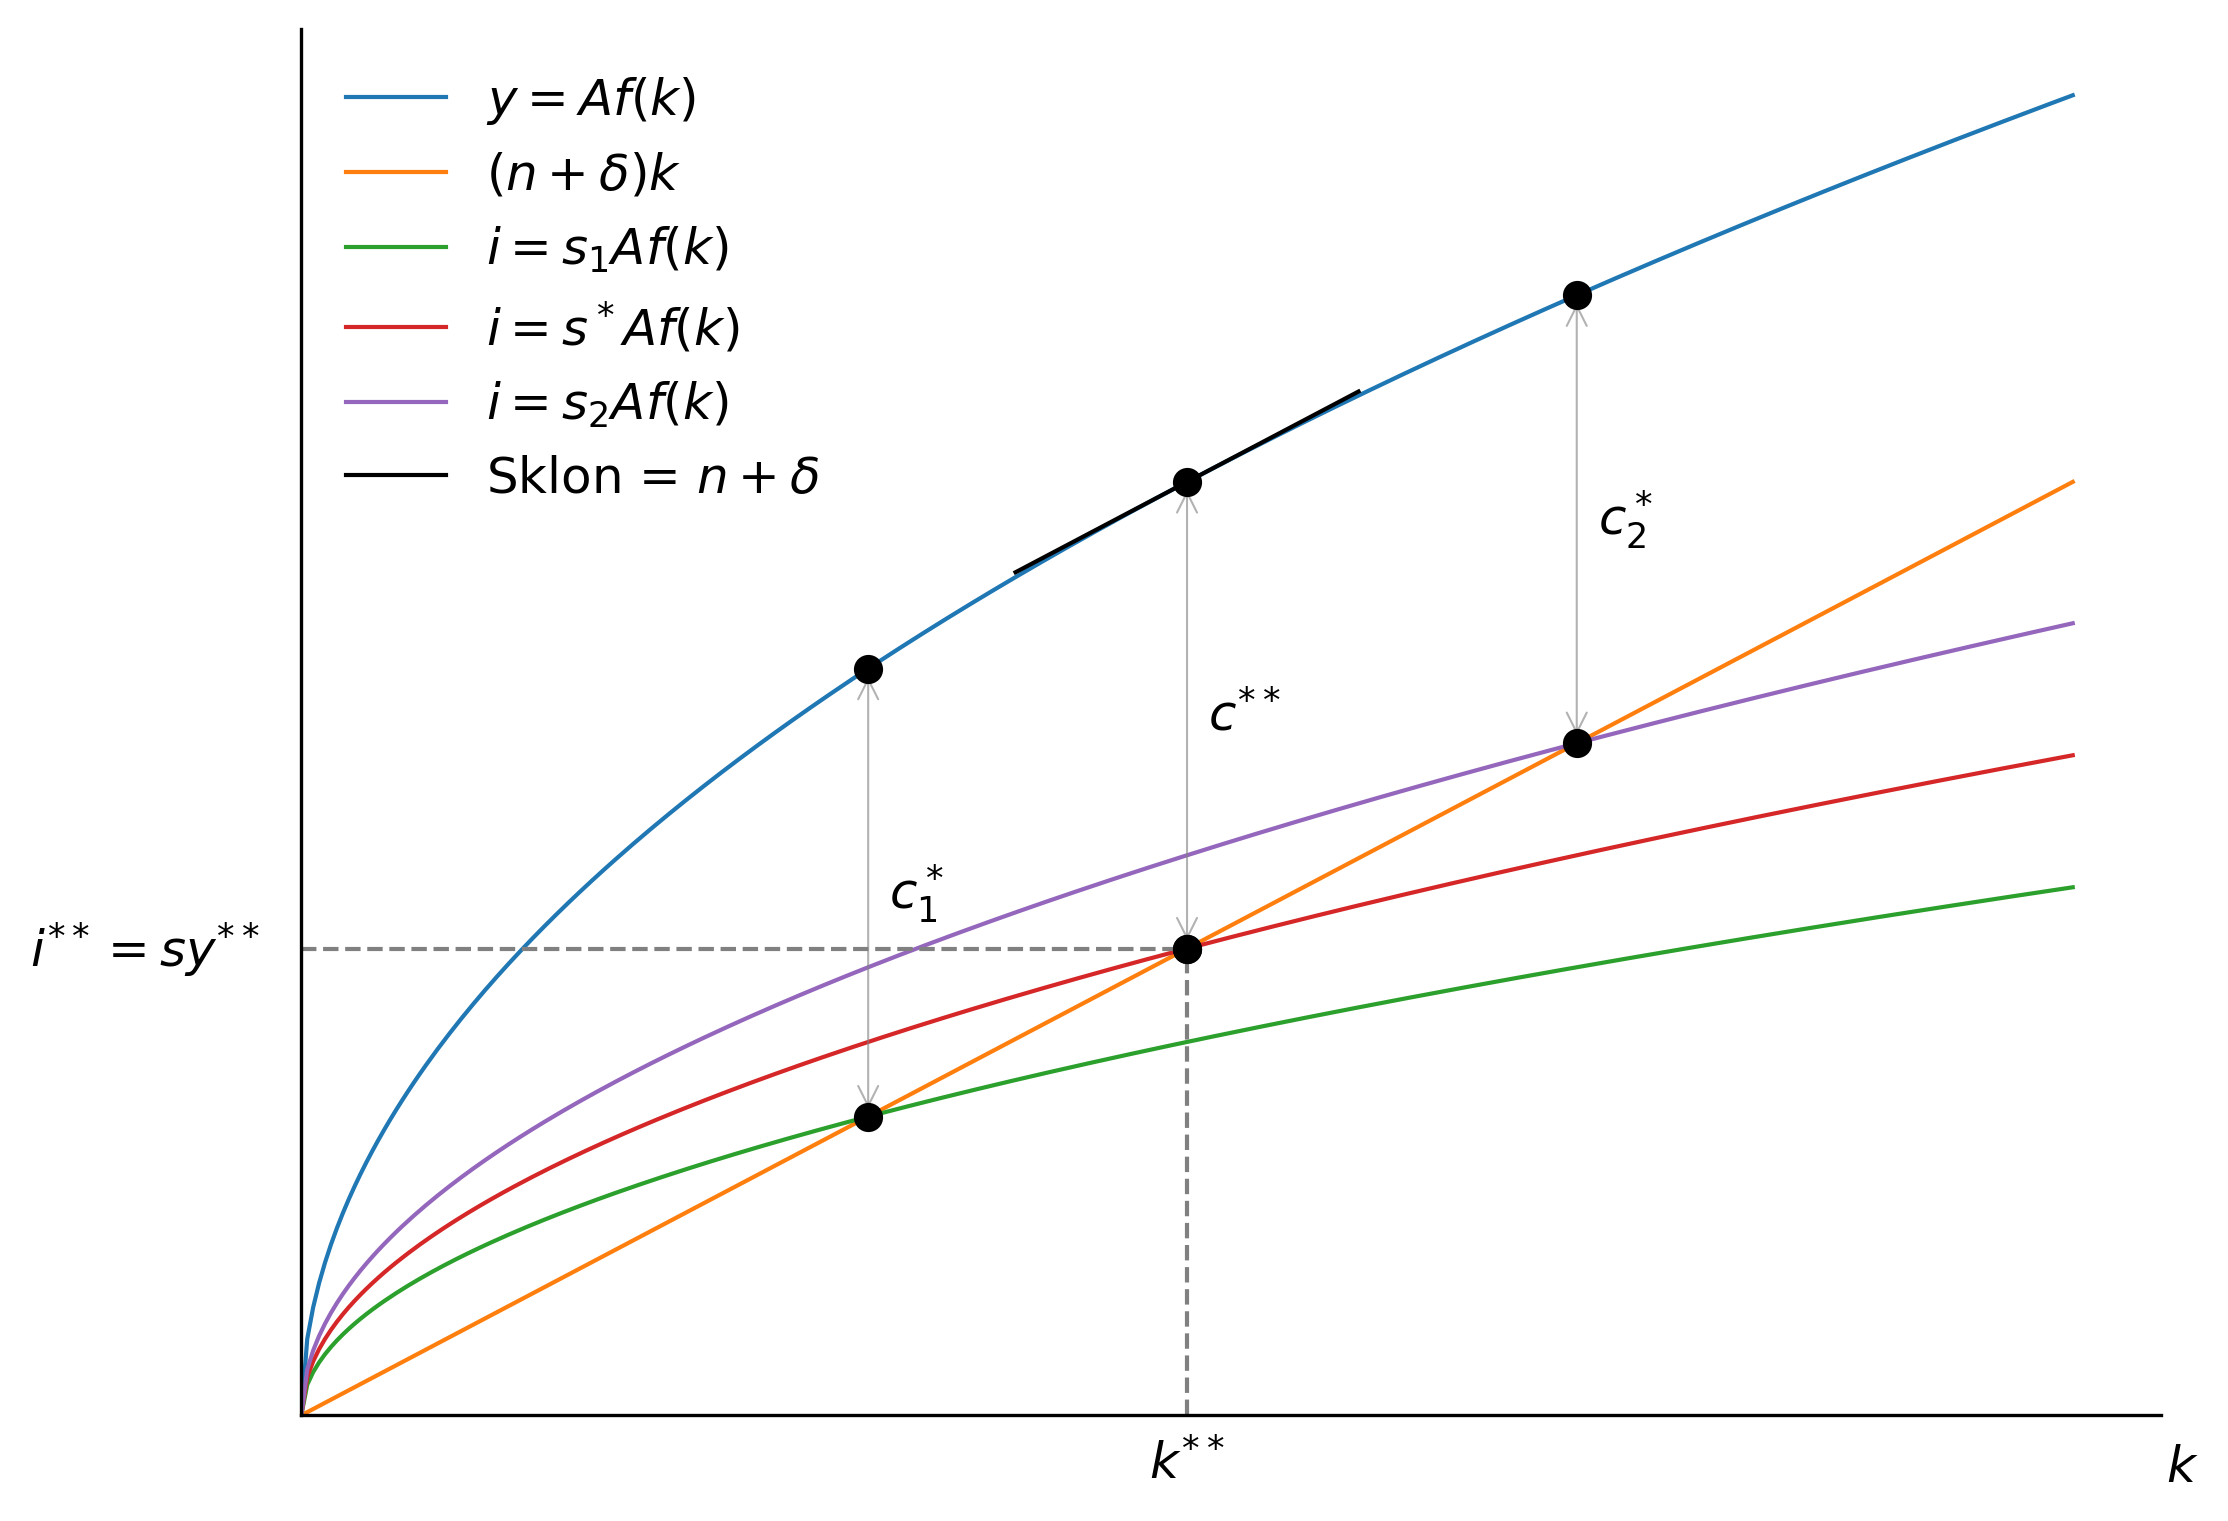 y = Af(k)
(n + δ)k
i = s₁Af(k)
i = s*Af(k)
i = s₂Af(k)
Sklon = n + δ
c₂*
c**
c₁*
i** = sy**
k**
k